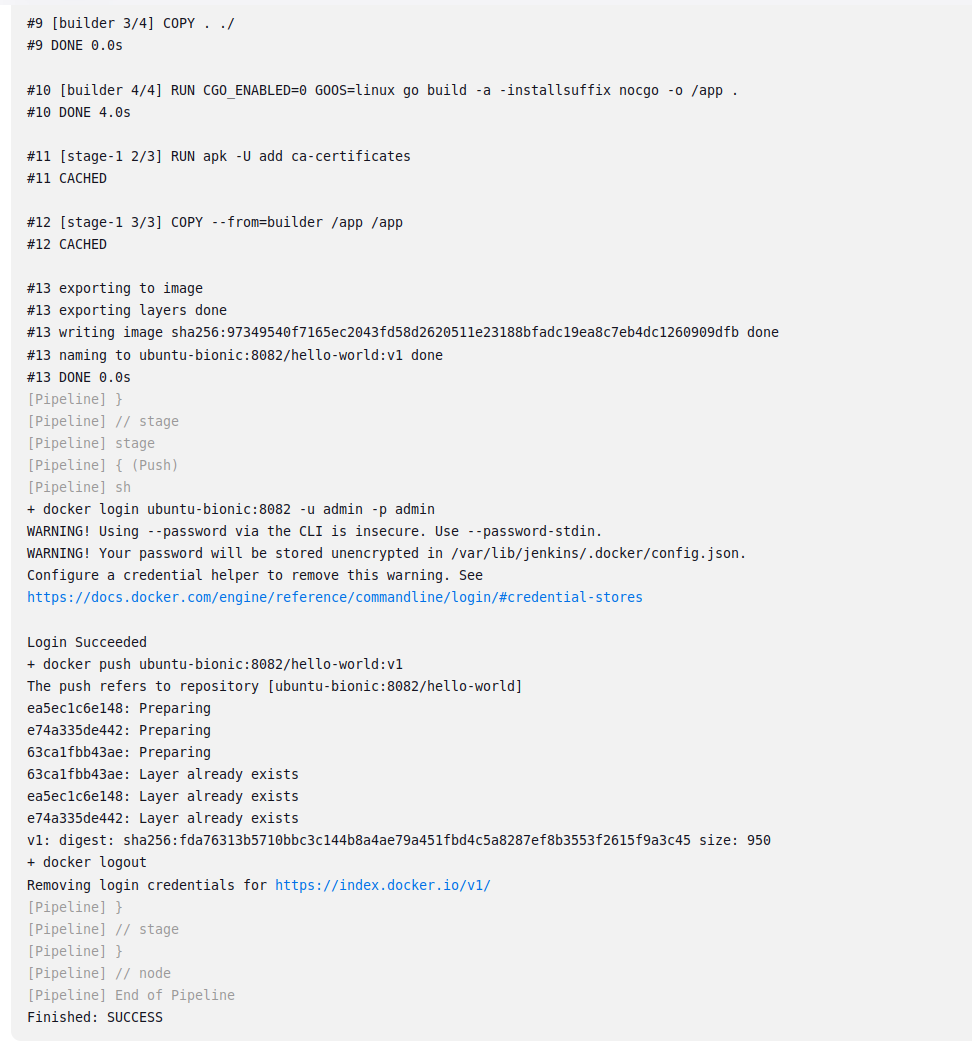 #9 [builder 3/4] COPY . ./
#9 DONE 0.0s
#10 [builder 4/4] RUN CGO_ENABLED=0 GOOS=linux go build -a -installsuffix nocgo -o /app .
#10 DONE 4.0s
#11 [stage-1 2/3] RUN apk -U add ca-certificates
#11 CACHED
#12 [stage-1 3/3] COPY --from=builder /app /app
#12 CACHED
#13 exporting to image
#13 exporting layers done
#13 writing image sha256:97349540f7165ec2043fd58d2620511e23188bfadc19ea8c7eb4dc1260909dfb done
#13 naming to ubuntu-bionic:8082/hello-world:v1 done
#13 DONE 0.0s
[Pipeline] }
[Pipeline] // stage
[Pipeline] stage
[Pipeline] { (Push)
[Pipeline] sh
+ docker login ubuntu-bionic:8082 -u admin -p admin
WARNING! Using --password via the CLI is insecure. Use --password-stdin.
WARNING! Your password will be stored unencrypted in /var/lib/jenkins/.docker/config.json.
Configure a credential helper to remove this warning. See
https://docs.docker.com/engine/reference/commandline/login/#credential-stores
Login Succeeded
+ docker push ubuntu-bionic:8082/hello-world:v1
The push refers to repository [ubuntu-bionic:8082/hello-world]
ea5ec1c6e148: Preparing
e74a335de442: Preparing
63ca1fbb43ae: Preparing
63ca1fbb43ae: Layer already exists
ea5ec1c6e148: Layer already exists
e74a335de442: Layer already exists
v1: digest: sha256:fda76313b5710bbc3c144b8a4ae79a451fbd4c5a8287ef8b3553f2615f9a3c45 size: 950
+ docker logout
Removing login credentials for https://index.docker.io/v1/
[Pipeline] }
[Pipeline] // stage
[Pipeline] }
[Pipeline] // node
[Pipeline] End of Pipeline
Finished: SUCCESS